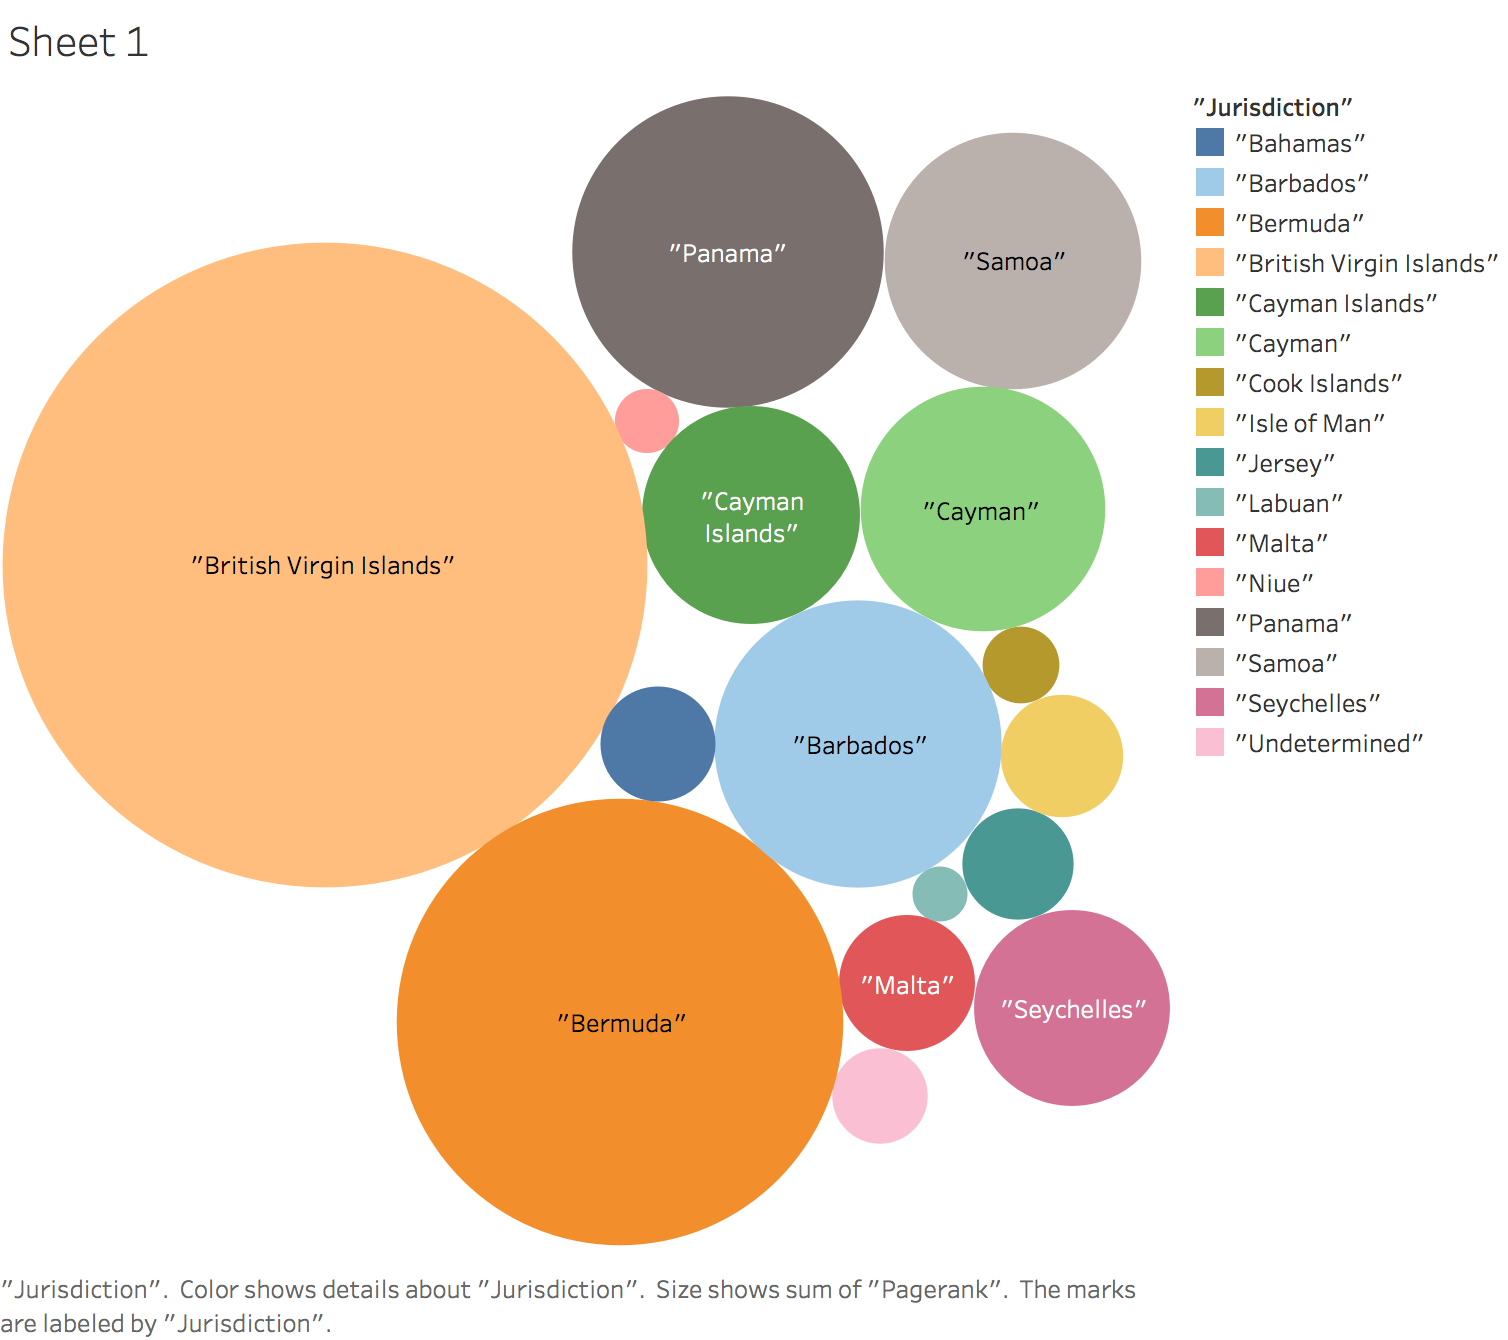 Sheet 1
"Panama"
"Samoa"
"Cayman
Islands"
"Cayman"
"British Virgin Islands"
"Barbados"
"Malta"
"Seychelles"
"Bermuda"
"Jurisdiction"
"Bahamas"
"Barbados"
"Bermuda"
"British Virgin Islands"
"Cayman Islands"
"Cayman"
"Cook Islands"
"Isle of Man"
"Jersey"
"Labuan"
"Malta"
"Niue"
"Panama"
"Samoa"
"Seychelles"
"Undetermined"
"Jurisdiction".  Color shows details about "Jurisdiction".  Size shows sum of "Pagerank".  The marks
are labeled by "Jurisdiction".